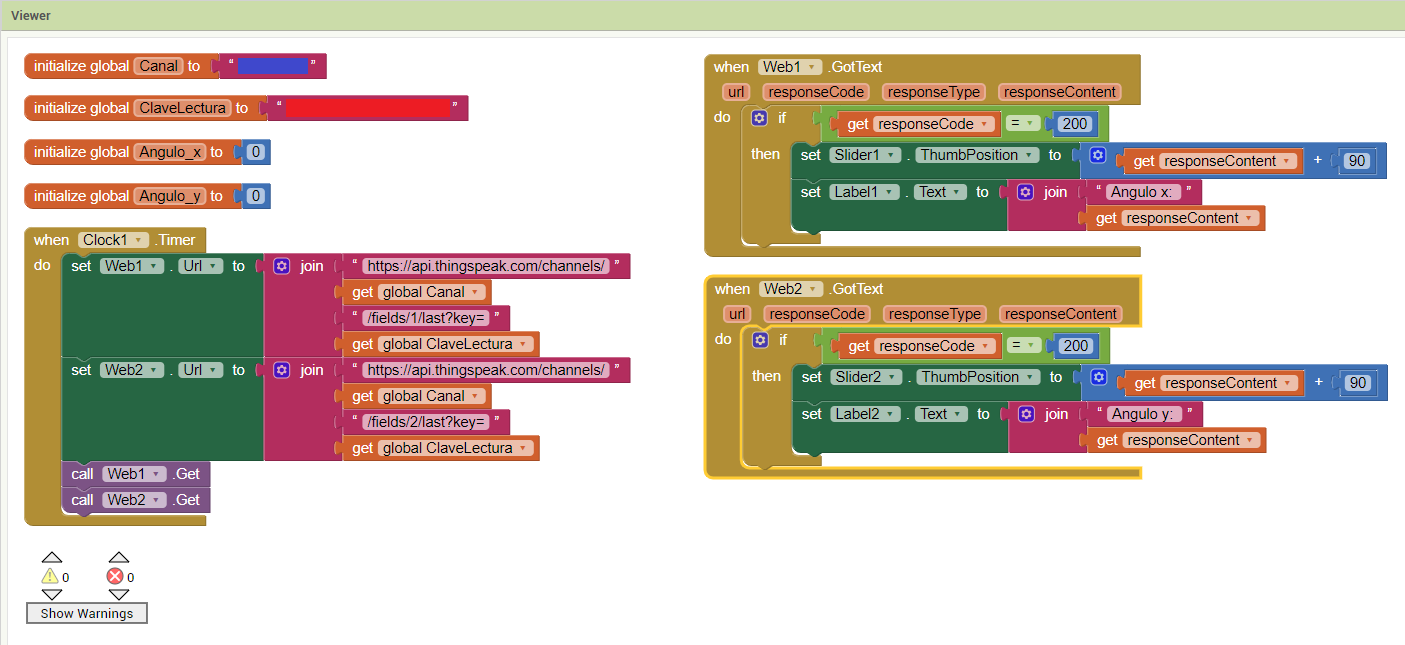 Viewer
initialize global Canal to “ ”
initialize global ClaveLectura to “ ”
initialize global Angulo_x to 0
initialize global Angulo_y to 0
when Clock1 .Timer
do set Web1 . Url to join “ https://api.thingspeak.com/channels/ ”
get global Canal
“ /fields/1/last?key= ”
get global ClaveLectura
set Web2 . Url to join “ https://api.thingspeak.com/channels/ ”
get global Canal
“ /fields/2/last?key= ”
get global ClaveLectura
call Web1 .Get
call Web2 .Get
0 0
Show Warnings
when Web1 .GotText
url responseCode responseType responseContent
do if get responseCode = 200
then set Slider1 . ThumbPosition to get responseContent + 90
set Label1 . Text to join “ Angulo x: ”
get responseContent
when Web2 .GotText
url responseCode responseType responseContent
do if get responseCode = 200
then set Slider2 . ThumbPosition to get responseContent + 90
set Label2 . Text to join “ Angulo y: ”
get responseContent